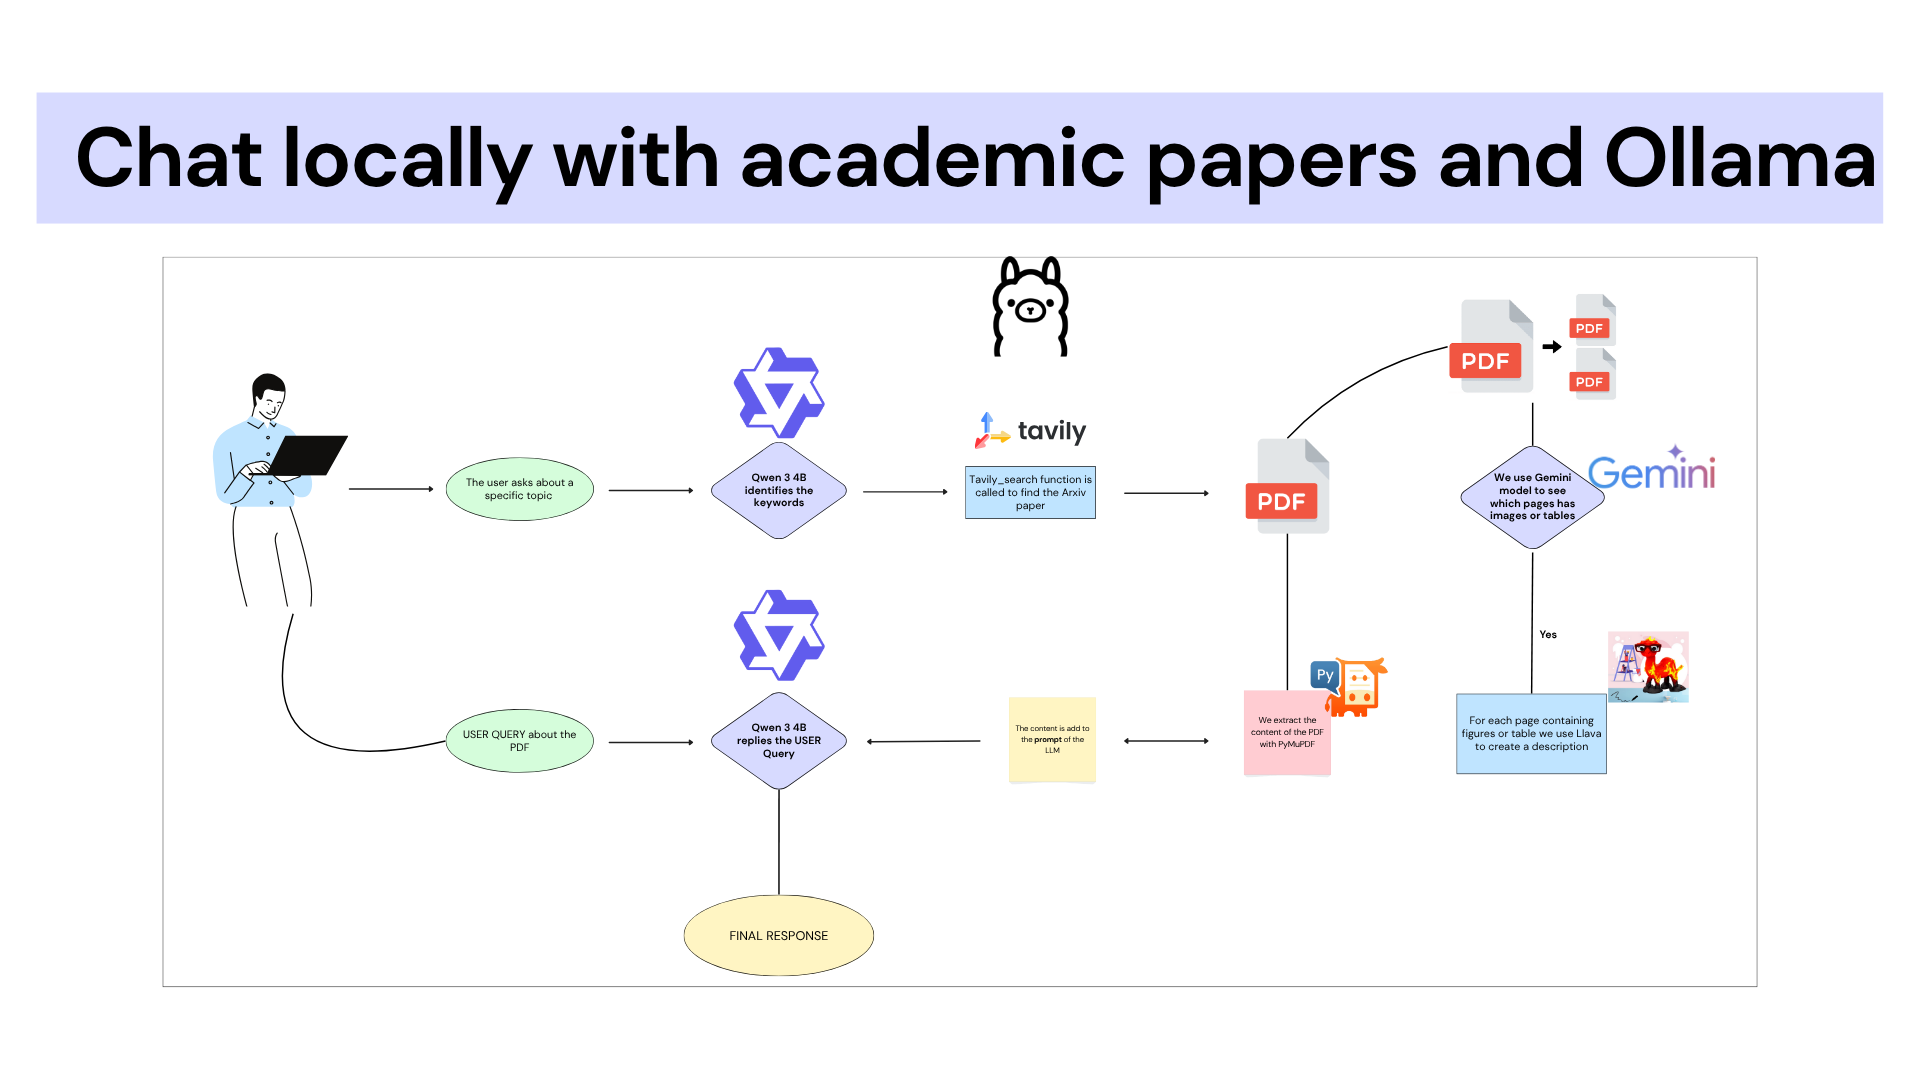 Chat locally with academic papers and Ollama
PDF
PDF
PDF
tavily
The user asks about a
specific topic
Qwen 3 4B
identifies the
keywords
Tavily_search function is
called to find the Arxiv
paper
PDF
We use Gemini
model to see
which pages has
images or tables
Gemini
Yes
Py
USER QUERY about the
PDF
Qwen 3 4B
replies the USER
Query
The content is add to
the prompt of the
LLM
We extract the
content of the PDF
with PyMuPDF
For each page containing
figures or table we use Llava
to create a description
FINAL RESPONSE